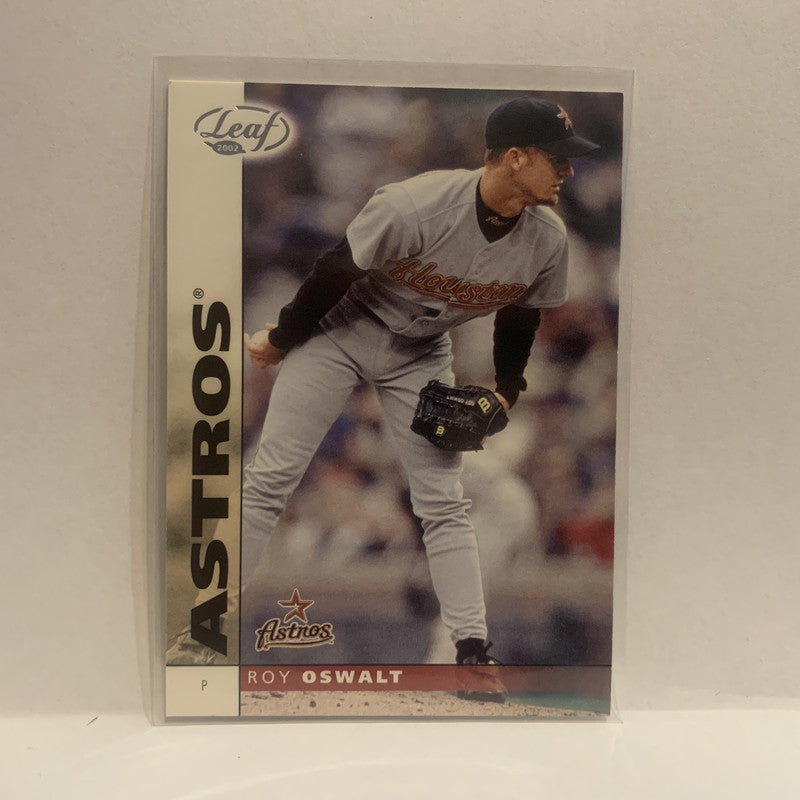 Leaf
2002
ASTROS®
Houston
Astros
P
ROY OSWALT